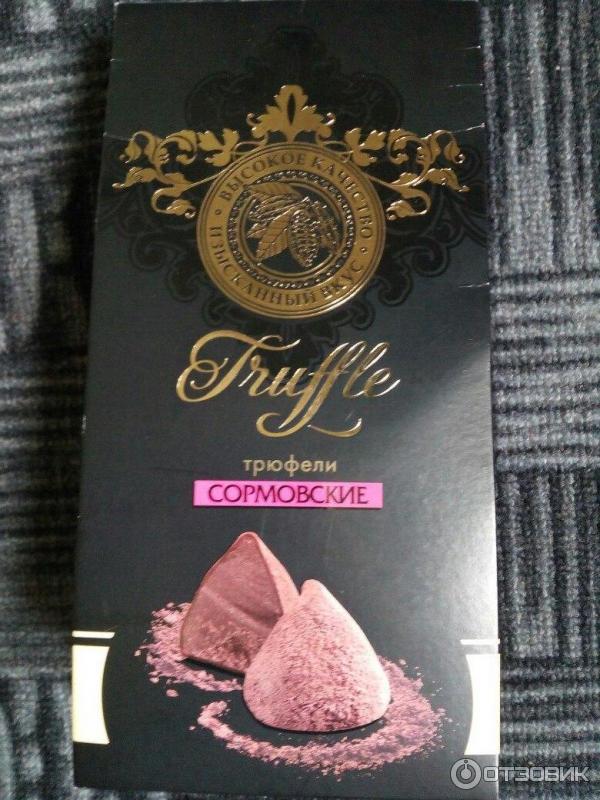 ВЫСОКОЕ КАЧЕСТВО
ИЗЫСКАННЫЙ ВКУС
Truffle
трюфели
СОРМОВСКИЕ
ОТЗОВИК